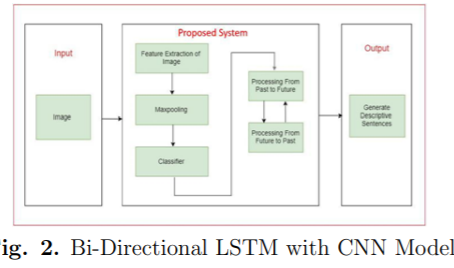 Proposed System
Input
Output
Feature Extraction of
Image
Processing From
Past to Future
Image
Maxpooling
Generate
Descriptive
Sentences
Processing From
Future to Past
Classifier
ig. 2. Bi-Directional LSTM with CNN Model